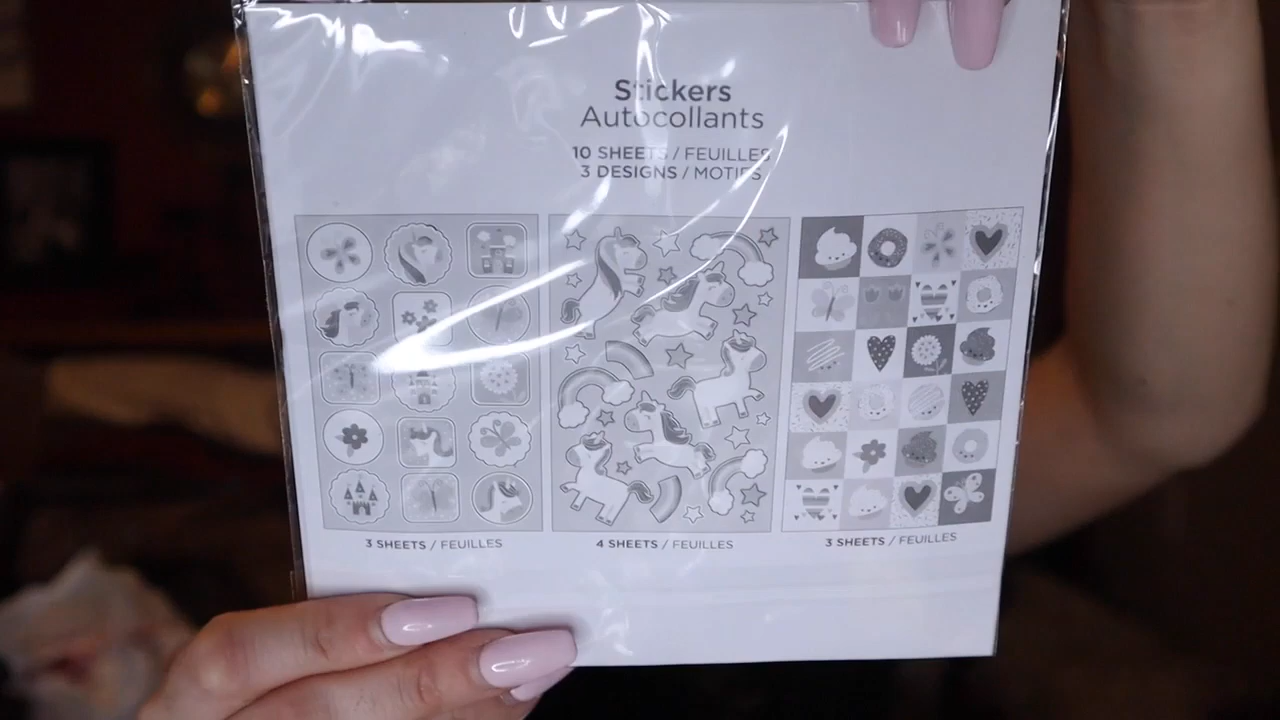 Stickers
Autocollants
10 SHEETS / FEUILLES
3 DESIGNS / MOTIFS
3 SHEETS / FEUILLES
4 SHEETS / FEUILLES
3 SHEETS / FEUILLES